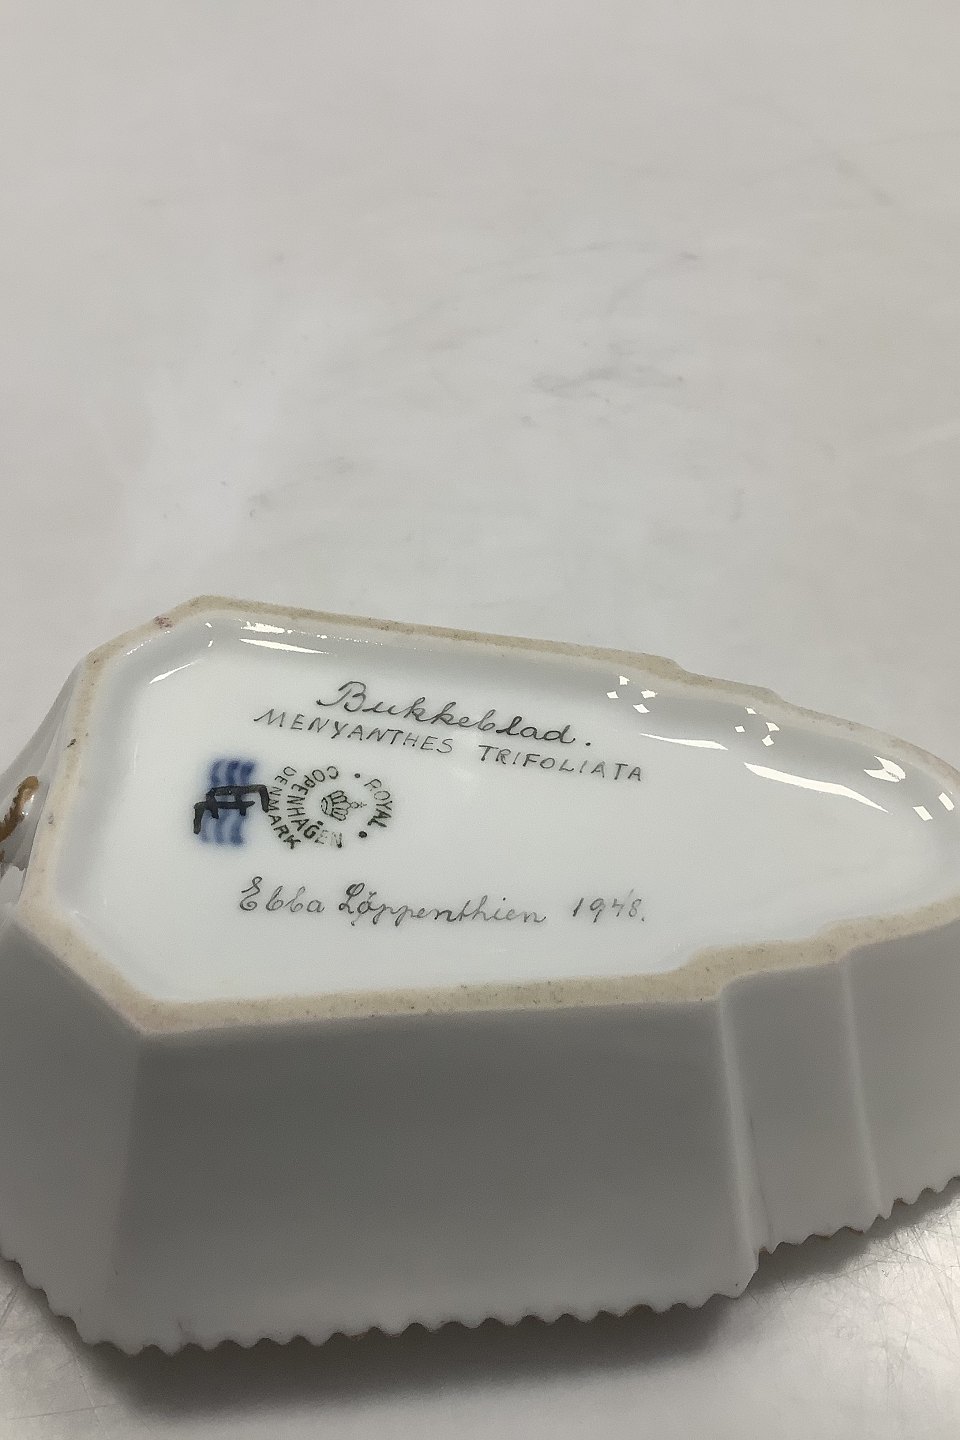 Bukkeblad.
MENYANTHES TRIFOLIATA
ROYAL
COPENHAGEN
DENMARK
Ebba Løppenthien 1948.